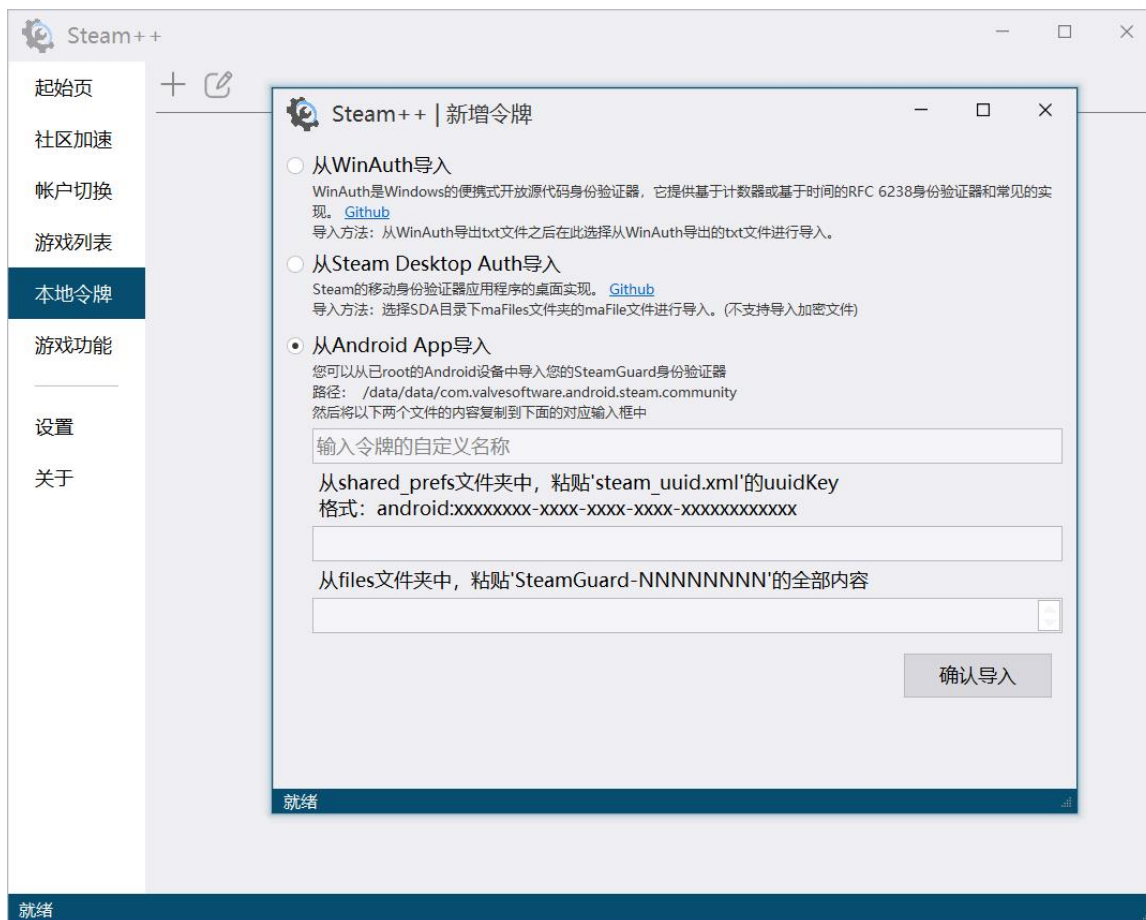 Steam++
起始页
社区加速
帐户切换
游戏列表
本地令牌
游戏功能
设置
关于
Steam++ | 新增令牌
从WinAuth导入
WinAuth是Windows的便携式开放源代码身份验证器，它提供基于计数器或基于时间的RFC 6238身份验证器和常见的实
现。 Github
导入方法：从WinAuth导出txt文件之后在此选择从WinAuth导出的txt文件进行导入。
从Steam Desktop Auth导入
Steam的移动身份验证器应用程序的桌面实现。 Github
导入方法：选择SDA目录下maFiles文件夹的maFile文件进行导入。(不支持导入加密文件)
从Android App导入
您可以从已root的Android设备中导入您的SteamGuard身份验证器
路径： /data/data/com.valvesoftware.android.steam.community
然后将以下两个文件的内容复制到下面的对应输入框中
输入令牌的自定义名称
从shared_prefs文件夹中，粘贴'steam_uuid.xml'的uuidKey
格式：android:xxxxxxxx-xxxx-xxxx-xxxx-xxxxxxxxxxxx
从files文件夹中，粘贴'SteamGuard-NNNNNNNNN'的全部内容
确认导入
就绪
就绪